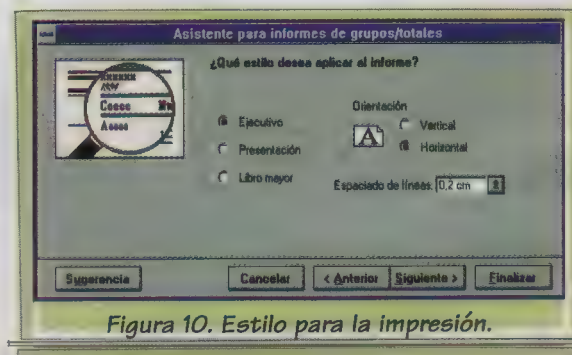 Asistente para informes de grupos/totales
¿Qué estilo desea aplicar al informe?
Ejecutivo
Presentación
Libro mayor
Orientación
A
Vertical
Horizontal
Espaciado de líneas: 0,2 cm
Sugerencia
Cancelar
< Anterior
Siguiente >
Finalizar
Figura 10. Estilo para la impresión.